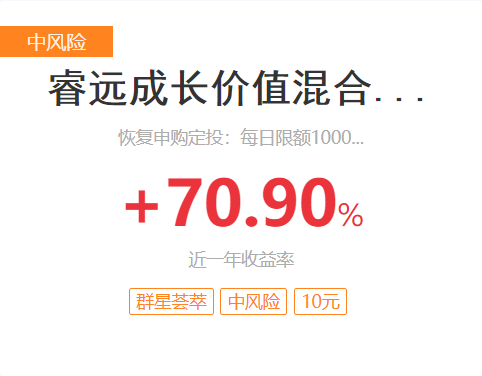 中风险
睿远成长价值混合...
恢复申购定投：每日限额1000...
+70.90%
近一年收益率
群星荟萃 中风险 10元